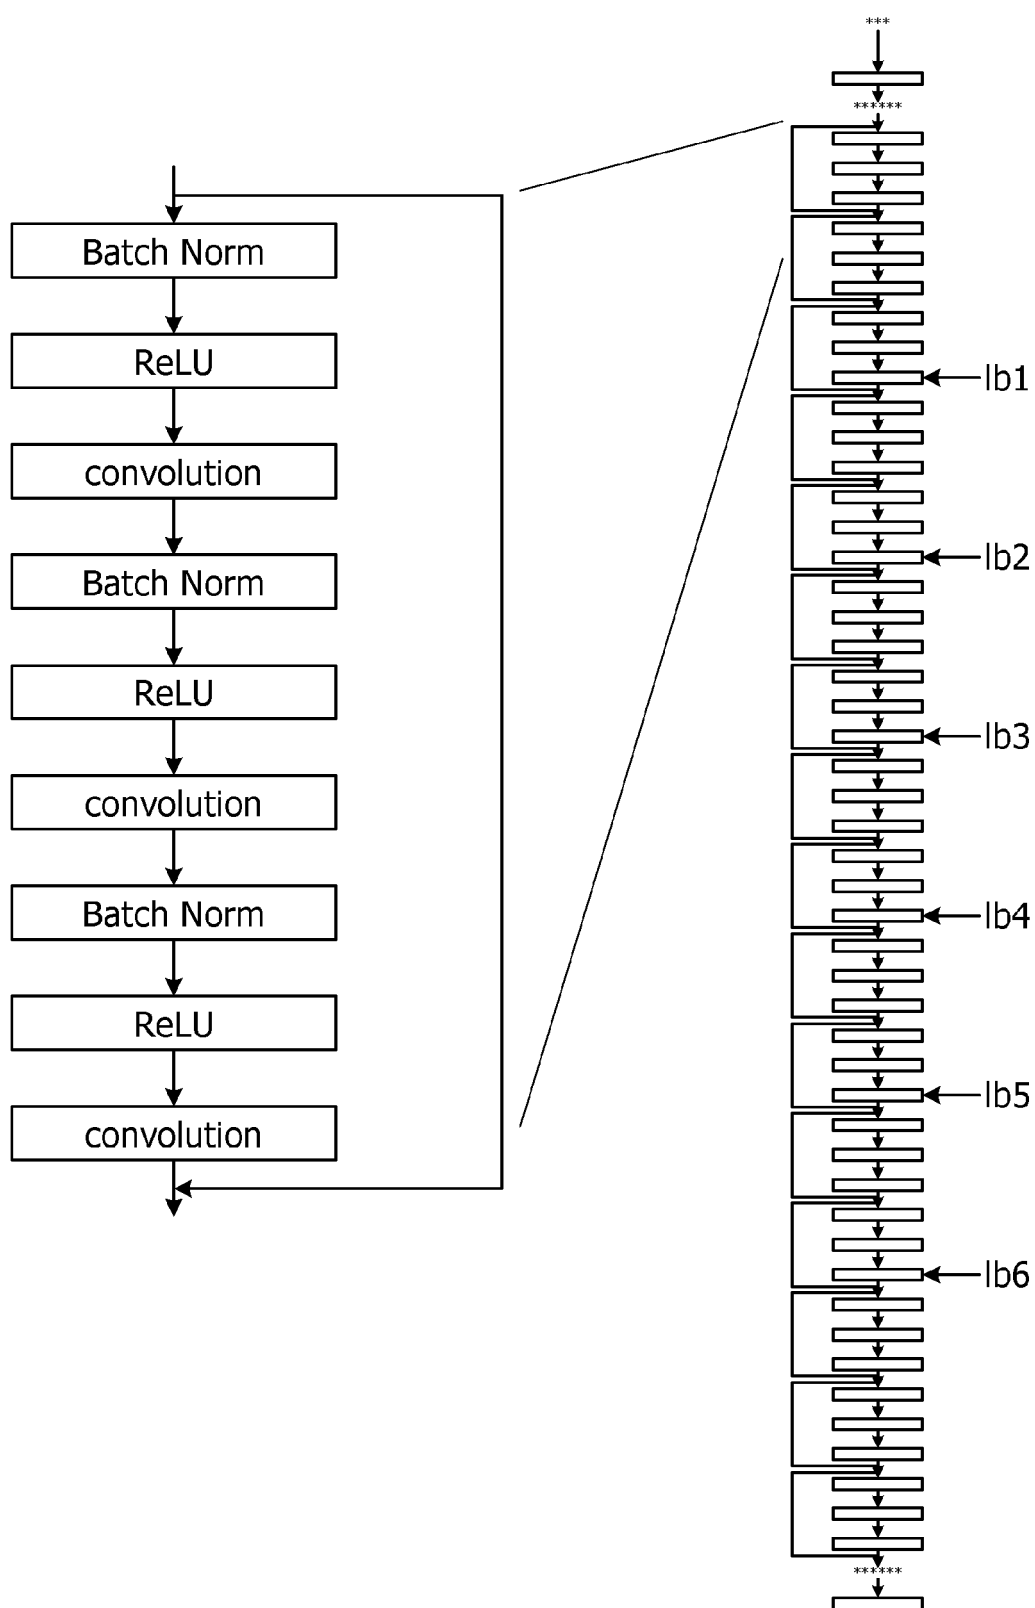 ***
******
Batch Norm
ReLU
convolution
Batch Norm
ReLU
convolution
Batch Norm
ReLU
convolution
lb1
lb2
lb3
lb4
lb5
lb6
******